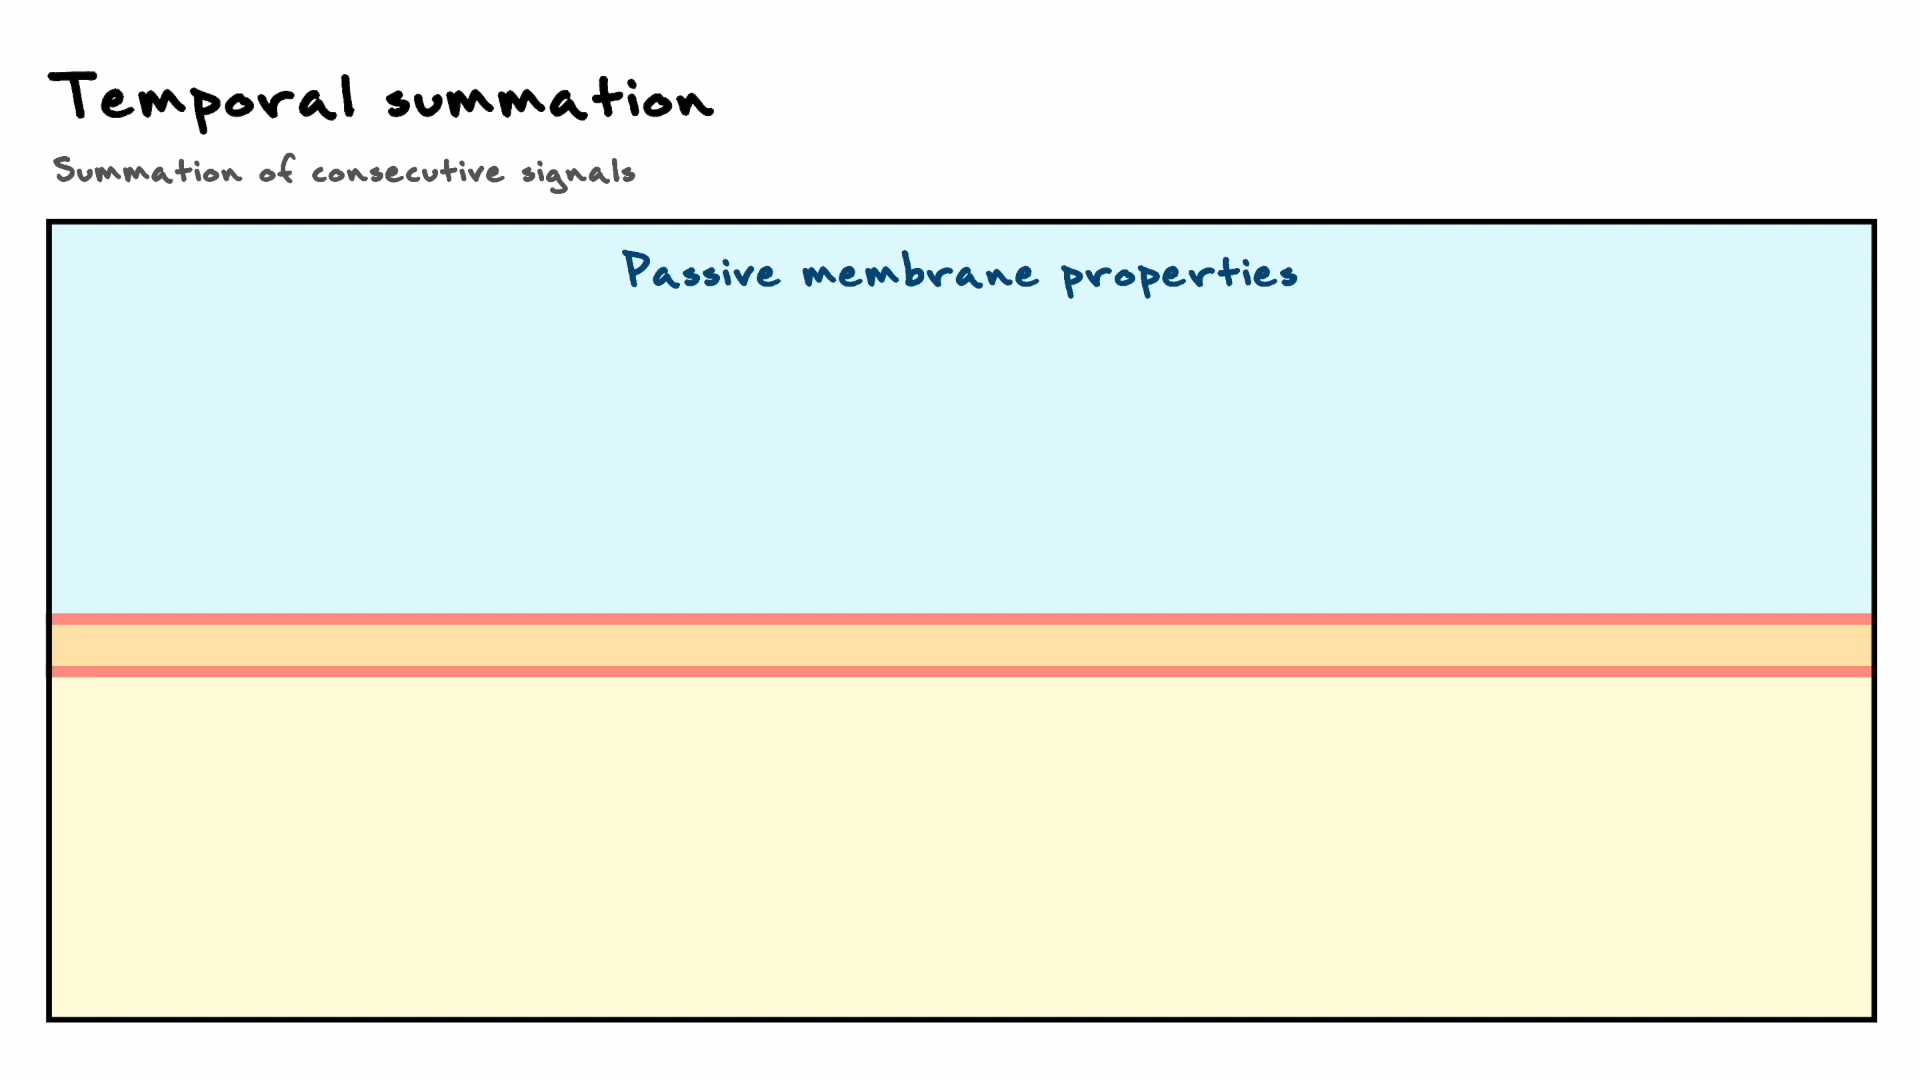 Temporal summation
Summation of consecutive signals
Passive membrane properties